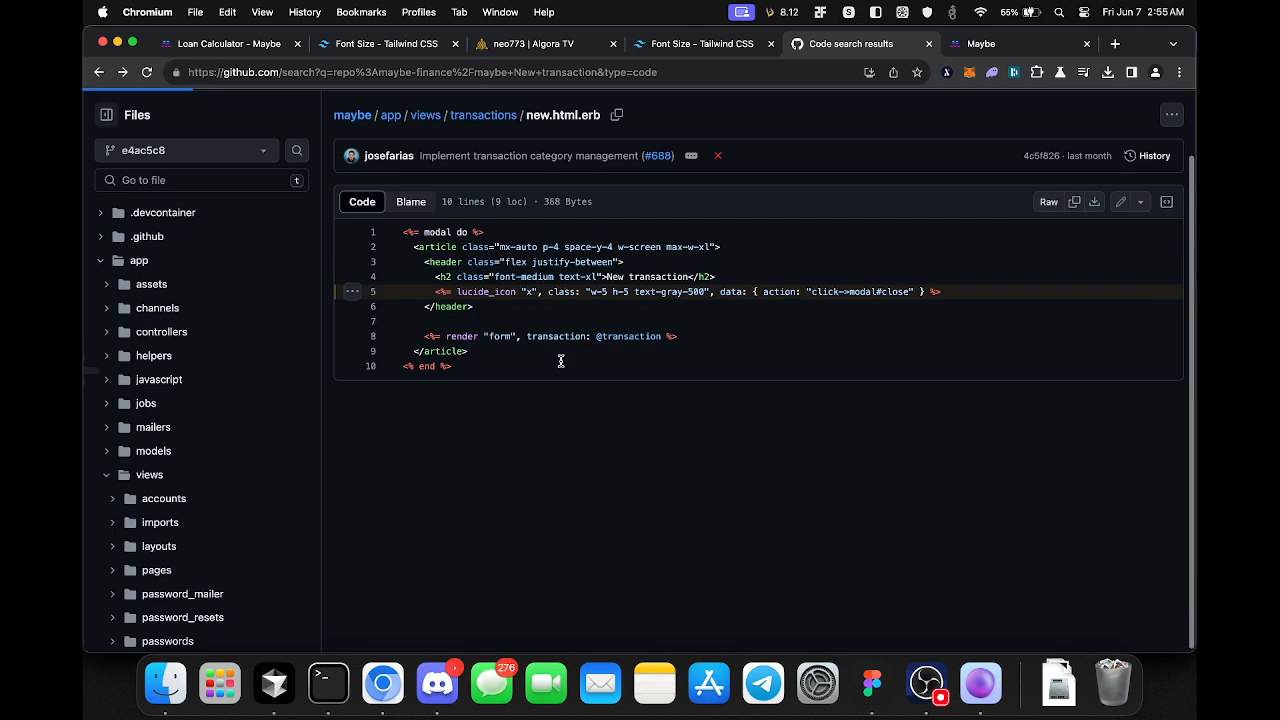 Chromium File Edit View History Bookmarks Profiles Tab Window Help 8.12 55% Fri Jun 7 2:55 AM
Loan Calculator - Maybe Font Size - Tailwind CSS neo773 | Algora TV Font Size - Tailwind CSS Code search results Maybe
https://github.com/search?q=repo%3Amaybe-finance%2Fmaybe+New+transaction&type=code
Files
e4ac5c8
Go to file t
.devcontainer
.github
app
assets
channels
controllers
helpers
javascript
jobs
mailers
models
views
accounts
imports
layouts
pages
password_mailer
password_resets
passwords
maybe / app / views / transactions / new.html.erb
josefarias Implement transaction category management (#688) 4c5f826 · last month History
Code Blame 10 lines (9 loc) · 368 Bytes Raw
1 <%= modal do %>
2 <article class="mx-auto p-4 space-y-4 w-screen max-w-xl">
3 <header class="flex justify-between">
4 <h2 class="font-medium text-xl">New transaction</h2>
5 <%= lucide_icon "x", class: "w-5 h-5 text-gray-500", data: { action: "click->modal#close" } %>
6 </header>
7
8 <%= render "form", transaction: @transaction %>
9 </article>
10 <% end %>
276
>_